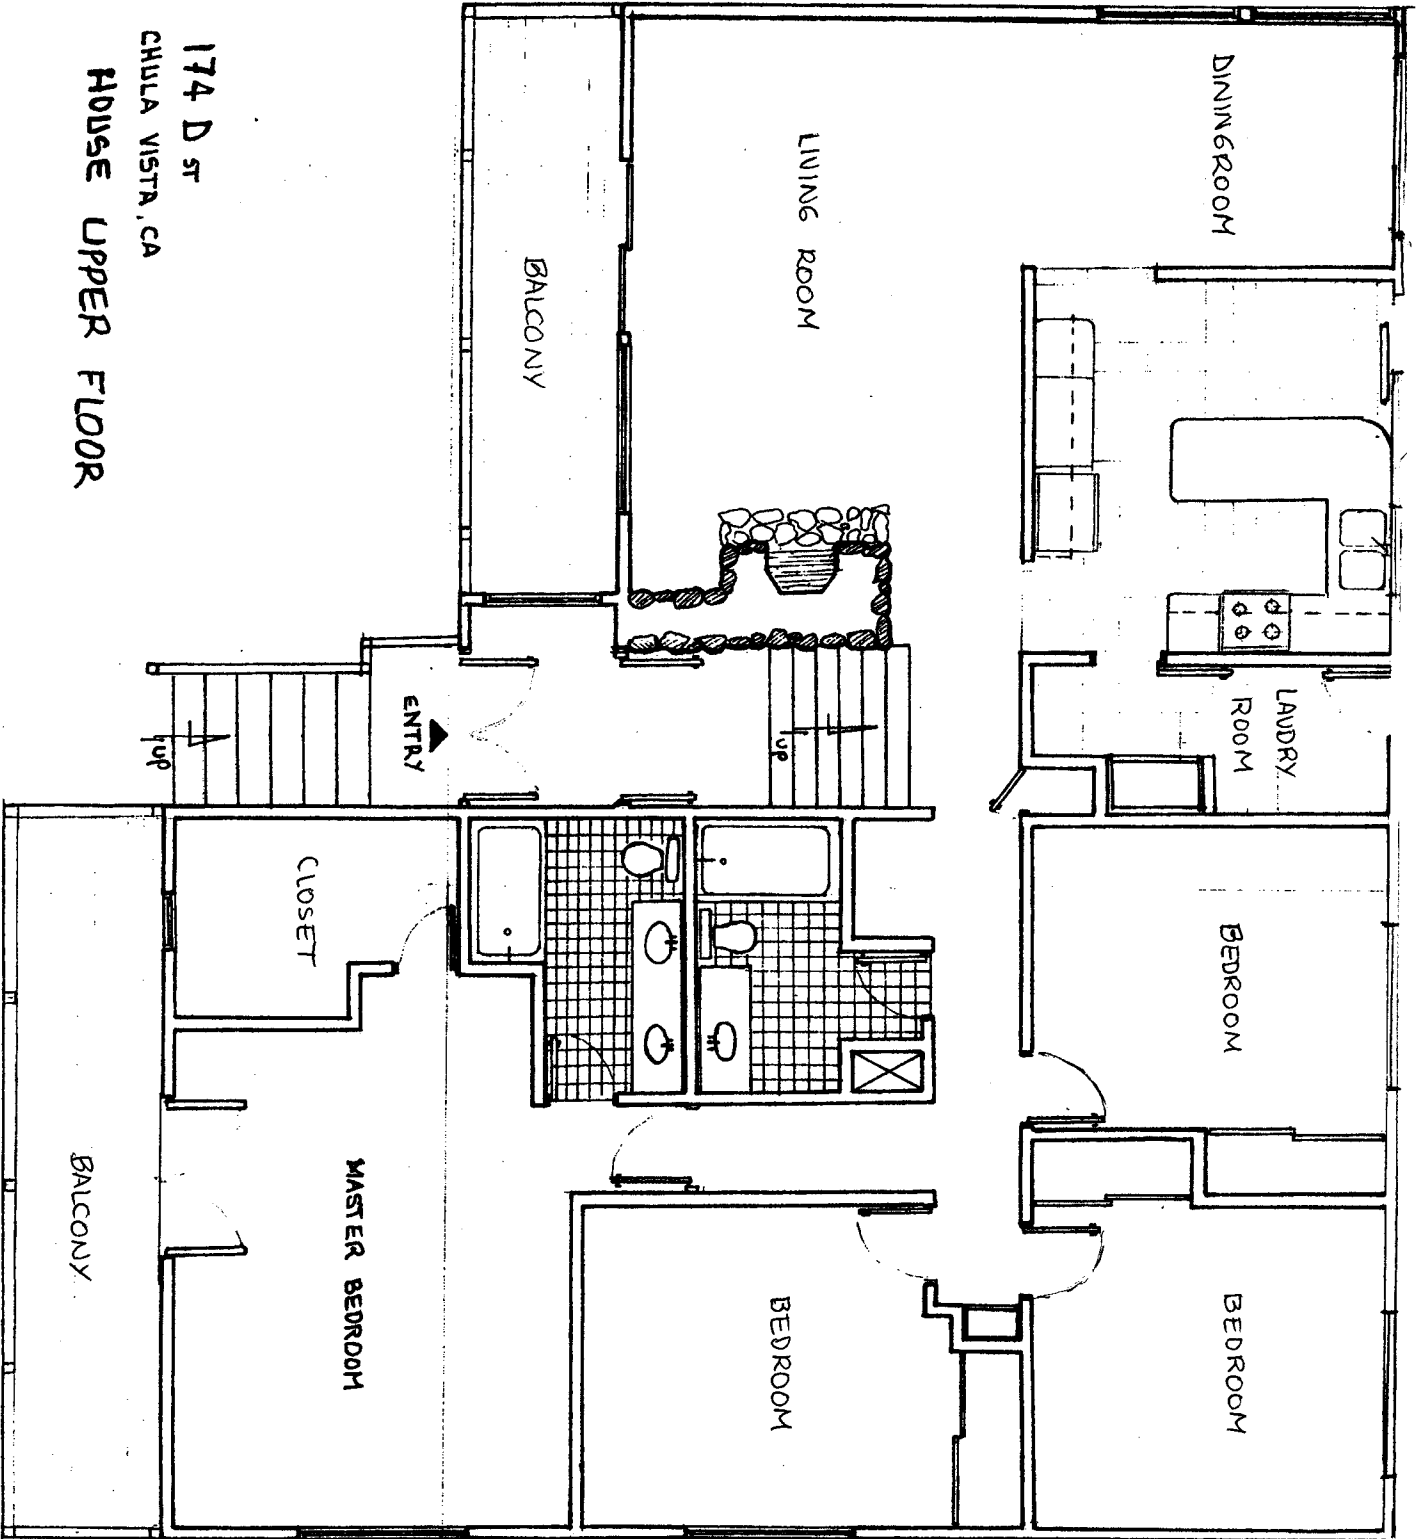 174 D ST
CHULA VISTA, CA
HOUSE UPPER FLOOR
DININGROOM
LIVING ROOM
BALCONY
LAUDRY
ROOM
UP
ENTRY
UP
BEDROOM
CLOSET
BEDROOM
BEDROOM
MASTER BEDROOM
BALCONY